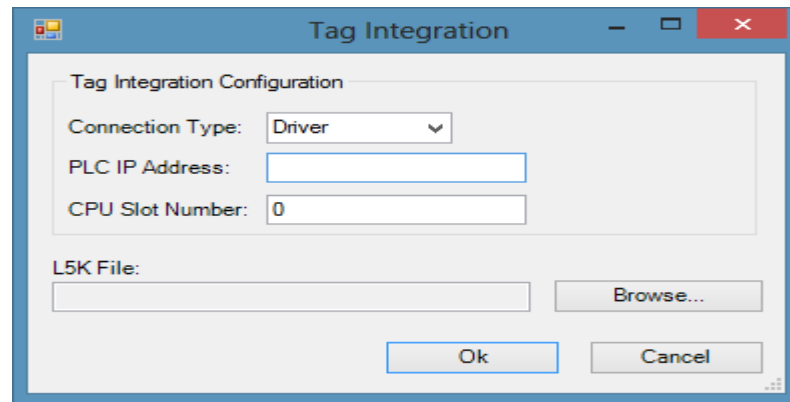 Tag Integration
Tag Integration Configuration
Connection Type: Driver
PLC IP Address:
CPU Slot Number: 0
L5K File:
Browse...
Ok Cancel